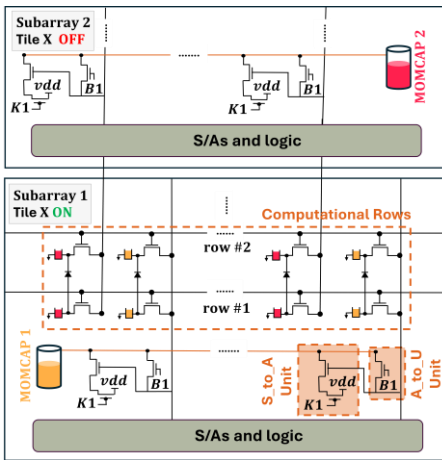 Subarray 2
Tile X OFF
.......
vdd
K1
B1
vdd
K1
B1
MOMCAP 2
S/As and logic
Subarray 1
Tile X ON
Computational Rows
row #2
row #1
MOMCAP 1
vdd
K1
B1
S_to_A
Unit
vdd
K1
B1
A_to_U
Unit
S/As and logic